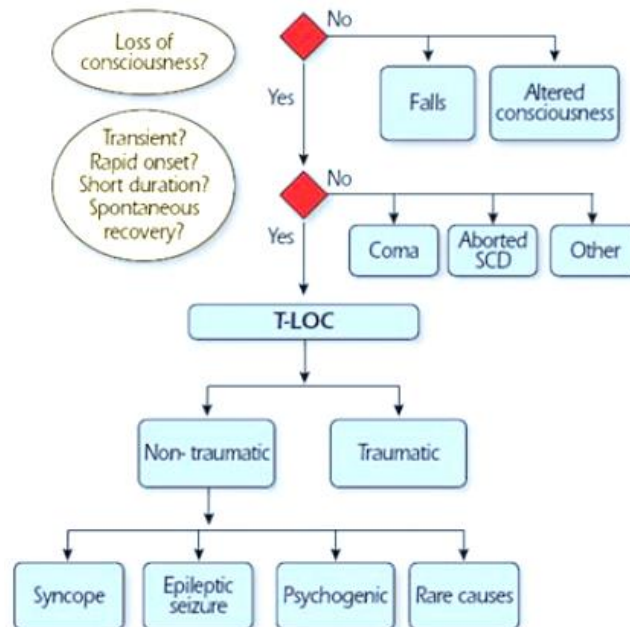 Loss of
consciousness?
No
Yes
Falls
Altered
consciousness
Transient?
Rapid onset?
Short duration?
Spontaneous
recovery?
No
Yes
Coma
Aborted
SCD
Other
T-LOC
Non- traumatic
Traumatic
Syncope
Epileptic
seizure
Psychogenic
Rare causes